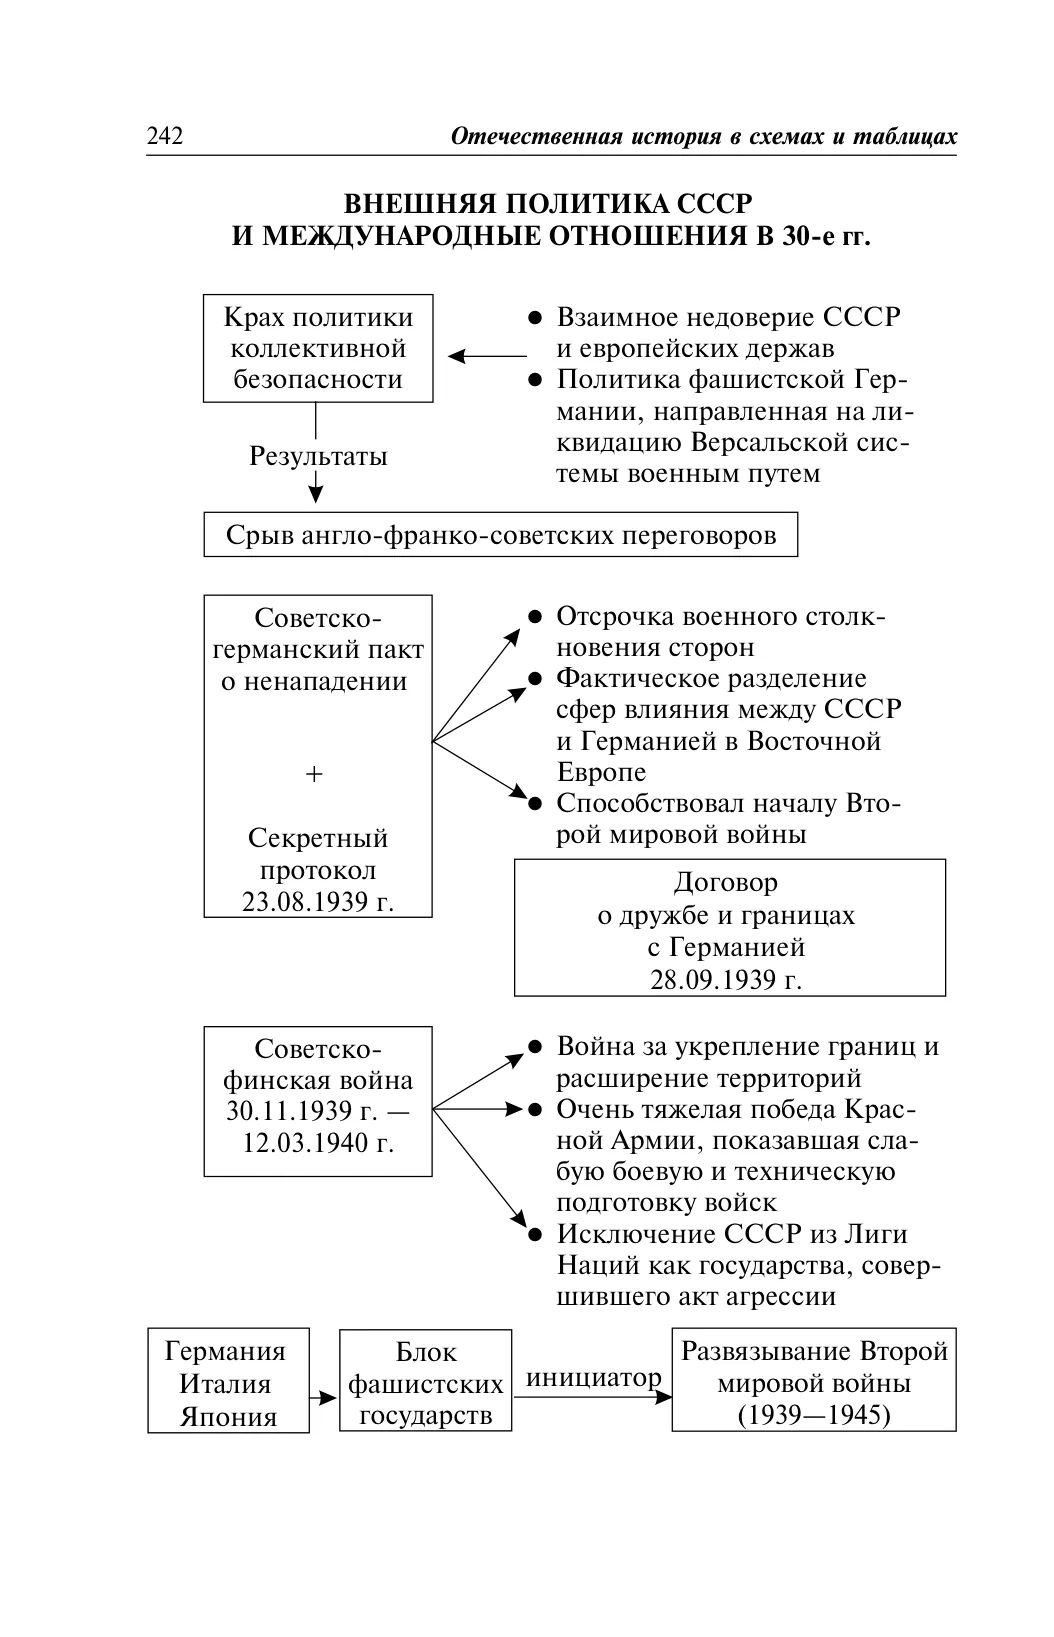 242
Отечественная история в схемах и таблицах
ВНЕШНЯЯ ПОЛИТИКА СССР
И МЕЖДУНАРОДНЫЕ ОТНОШЕНИЯ В 30-е гг.
Крах политики
коллективной
безопасности
● Взаимное недоверие СССР
и европейских держав
● Политика фашистской Гер-
мании, направленная на ли-
квидацию Версальской сис-
темы военным путем
Результаты
Срыв англо-франко-советских переговоров
Советско-
германский пакт
о ненападении
+
Секретный
протокол
23.08.1939 г.
● Отсрочка военного столк-
новения сторон
● Фактическое разделение
сфер влияния между СССР
и Германией в Восточной
Европе
● Способствовал началу Вто-
рой мировой войны
Договор
о дружбе и границах
с Германией
28.09.1939 г.
Советско-
финская война
30.11.1939 г. —
12.03.1940 г.
● Война за укрепление границ и
расширение территорий
● Очень тяжелая победа Крас-
ной Армии, показавшая сла-
бую боевую и техническую
подготовку войск
● Исключение СССР из Лиги
Наций как государства, совер-
шившего акт агрессии
Германия
Италия
Япония
Блок
фашистских
государств
инициатор
Развязывание Второй
мировой войны
(1939—1945)